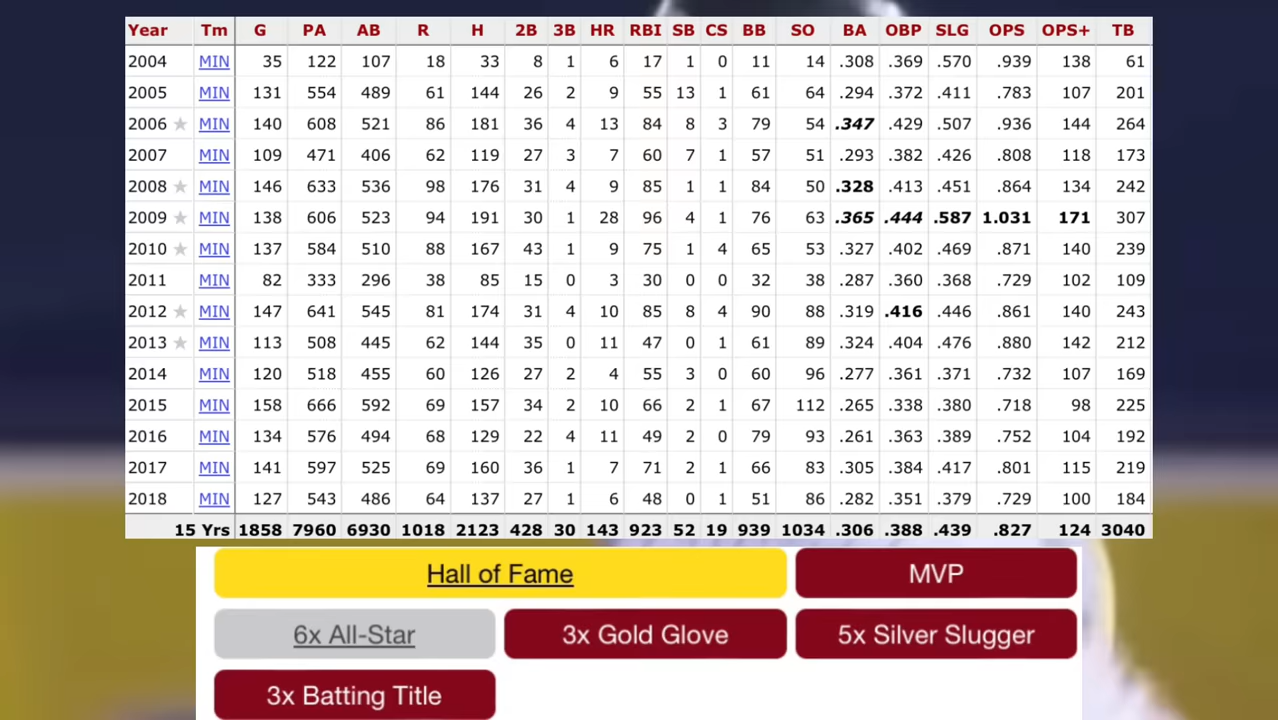 Year Tm G PA AB R H 2B 3B HR RBI SB CS BB SO BA OBP SLG OPS OPS+ TB
2004 MIN 35 122 107 18 33 8 1 6 17 1 0 11 14 .308 .369 .570 .939 138 61
2005 MIN 131 554 489 61 144 26 2 9 55 13 1 61 64 .294 .372 .411 .783 107 201
2006 ★ MIN 140 608 521 86 181 36 4 13 84 8 3 79 54 .347 .429 .507 .936 144 264
2007 MIN 109 471 406 62 119 27 3 7 60 7 1 57 51 .293 .382 .426 .808 118 173
2008 ★ MIN 146 633 536 98 176 31 4 9 85 1 1 84 50 .328 .413 .451 .864 134 242
2009 ★ MIN 138 606 523 94 191 30 1 28 96 4 1 76 63 .365 .444 .587 1.031 171 307
2010 ★ MIN 137 584 510 88 167 43 1 9 75 1 4 65 53 .327 .402 .469 .871 140 239
2011 MIN 82 333 296 38 85 15 0 3 30 0 0 32 38 .287 .360 .368 .729 102 109
2012 ★ MIN 147 641 545 81 174 31 4 10 85 8 4 90 88 .319 .416 .446 .861 140 243
2013 ★ MIN 113 508 445 62 144 35 0 11 47 0 1 61 89 .324 .404 .476 .880 142 212
2014 MIN 120 518 455 60 126 27 2 4 55 3 0 60 96 .277 .361 .371 .732 107 169
2015 MIN 158 666 592 69 157 34 2 10 66 2 1 67 112 .265 .338 .380 .718 98 225
2016 MIN 134 576 494 68 129 22 4 11 49 2 0 79 93 .261 .363 .389 .752 104 192
2017 MIN 141 597 525 69 160 36 1 7 71 2 1 66 83 .305 .384 .417 .801 115 219
2018 MIN 127 543 486 64 137 27 1 6 48 0 1 51 86 .282 .351 .379 .729 100 184
15 Yrs 1858 7960 6930 1018 2123 428 30 143 923 52 19 939 1034 .306 .388 .439 .827 124 3040
Hall of Fame MVP
6x All-Star 3x Gold Glove 5x Silver Slugger
3x Batting Title